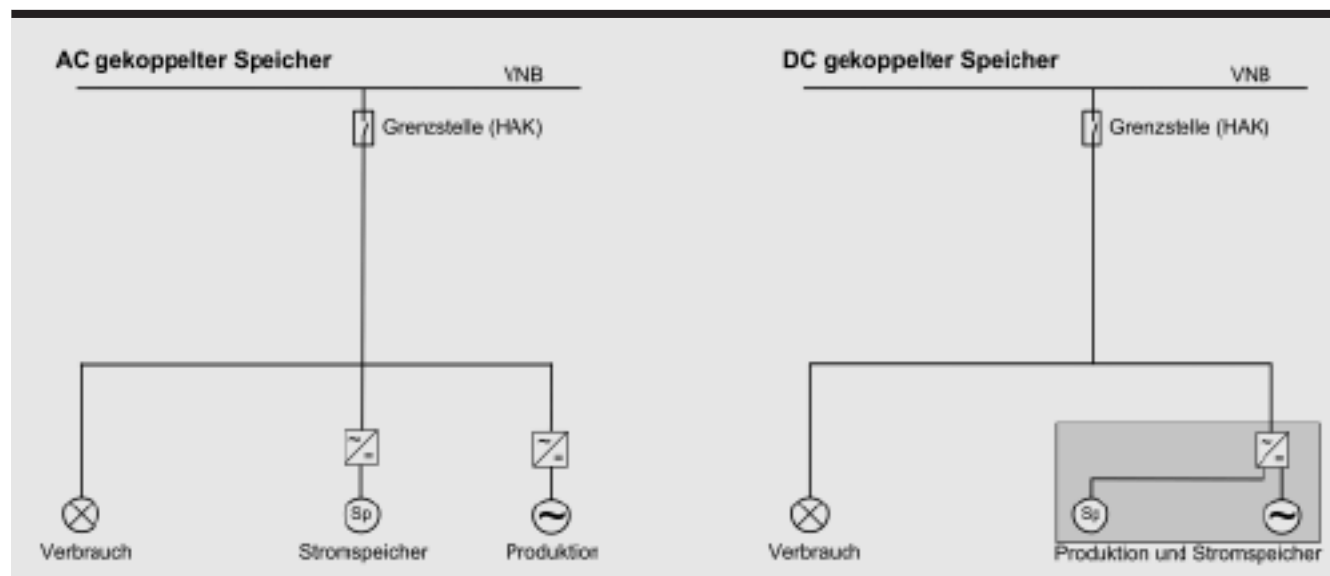 AC gekoppelter Speicher
VNB
Grenzstelle (HAK)
Sp
Verbrauch
Stromspeicher
Produktion
DC gekoppelter Speicher
VNB
Grenzstelle (HAK)
Sp
Verbrauch
Produktion und Stromspeicher